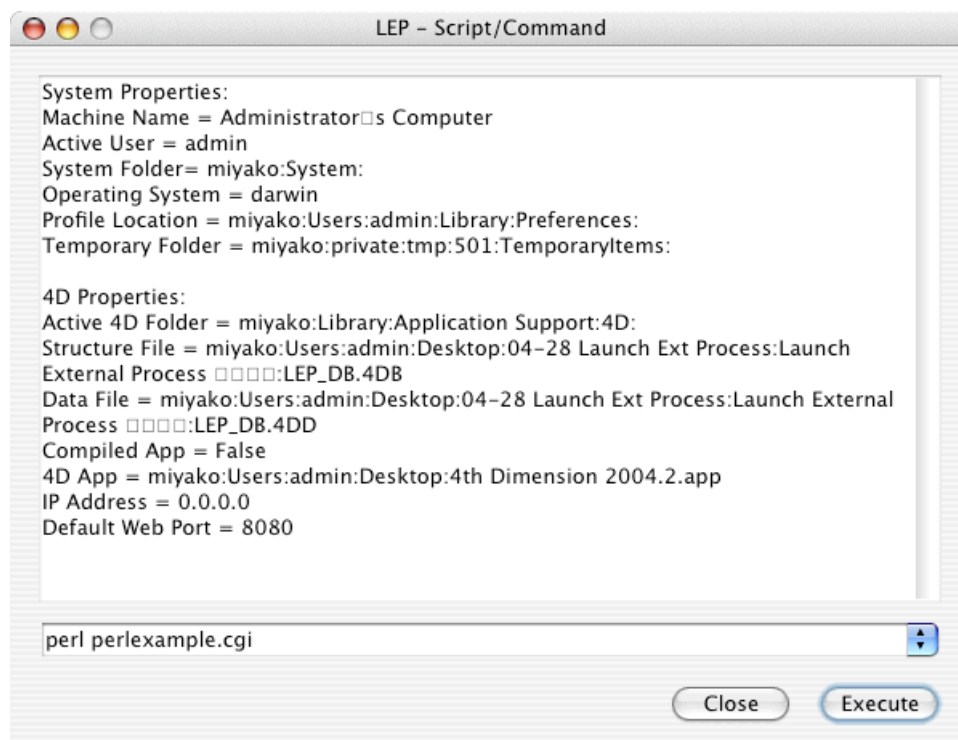 LEP – Script/Command
System Properties:
Machine Name = Administrator□s Computer
Active User = admin
System Folder= miyako:System:
Operating System = darwin
Profile Location = miyako:Users:admin:Library:Preferences:
Temporary Folder = miyako:private:tmp:501:TemporaryItems:
4D Properties:
Active 4D Folder = miyako:Library:Application Support:4D:
Structure File = miyako:Users:admin:Desktop:04-28 Launch Ext Process:Launch
External Process □□□□:LEP_DB.4DB
Data File = miyako:Users:admin:Desktop:04-28 Launch Ext Process:Launch External
Process □□□□:LEP_DB.4DD
Compiled App = False
4D App = miyako:Users:admin:Desktop:4th Dimension 2004.2.app
IP Address = 0.0.0.0
Default Web Port = 8080
perl perlexample.cgi
Close
Execute